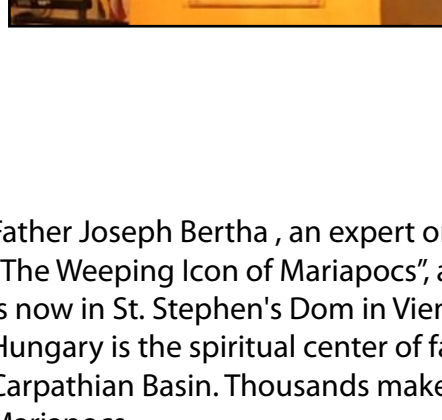 Father Joseph Bertha , an expert
"The Weeping Icon of Mariapocs",
now in St. Stephen's Dom in
Hungary is the spiritual center of
Carpathian Basin. Thousands make
Mariapocs